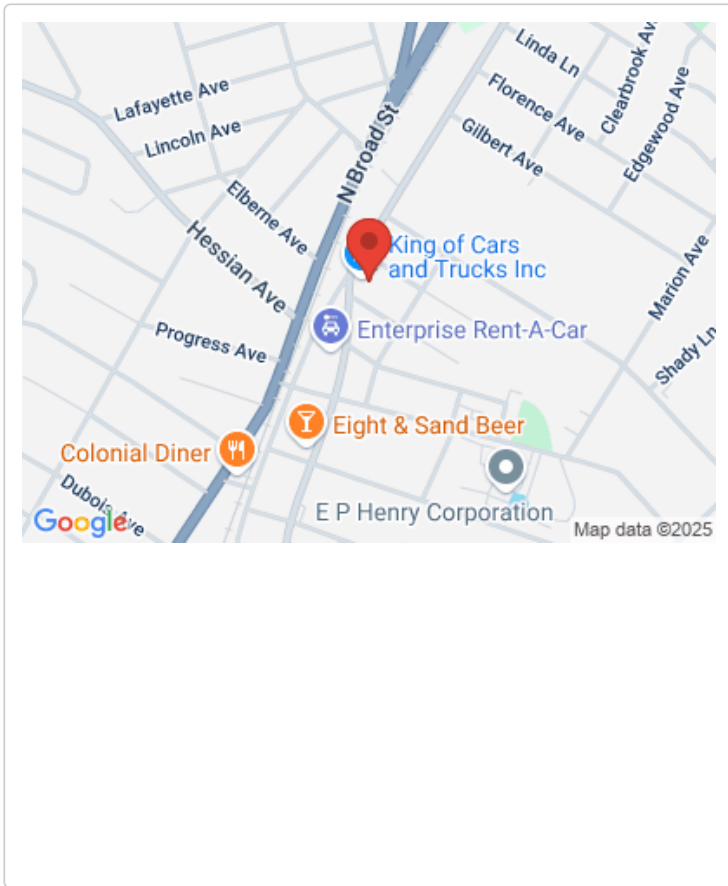 Linda Ln
Clearbrook Av
Lafayette Ave
Florence Ave
Edgewood Ave
Lincoln Ave
N Broad St
Gilbert Ave
Elberne Ave
Hessian Ave
King of Cars
and Trucks Inc
Marion Ave
Progress Ave
Enterprise Rent-A-Car
Shady Ln
Eight & Sand Beer
Colonial Diner
Dubois Ave
E P Henry Corporation
Google
Map data ©2025